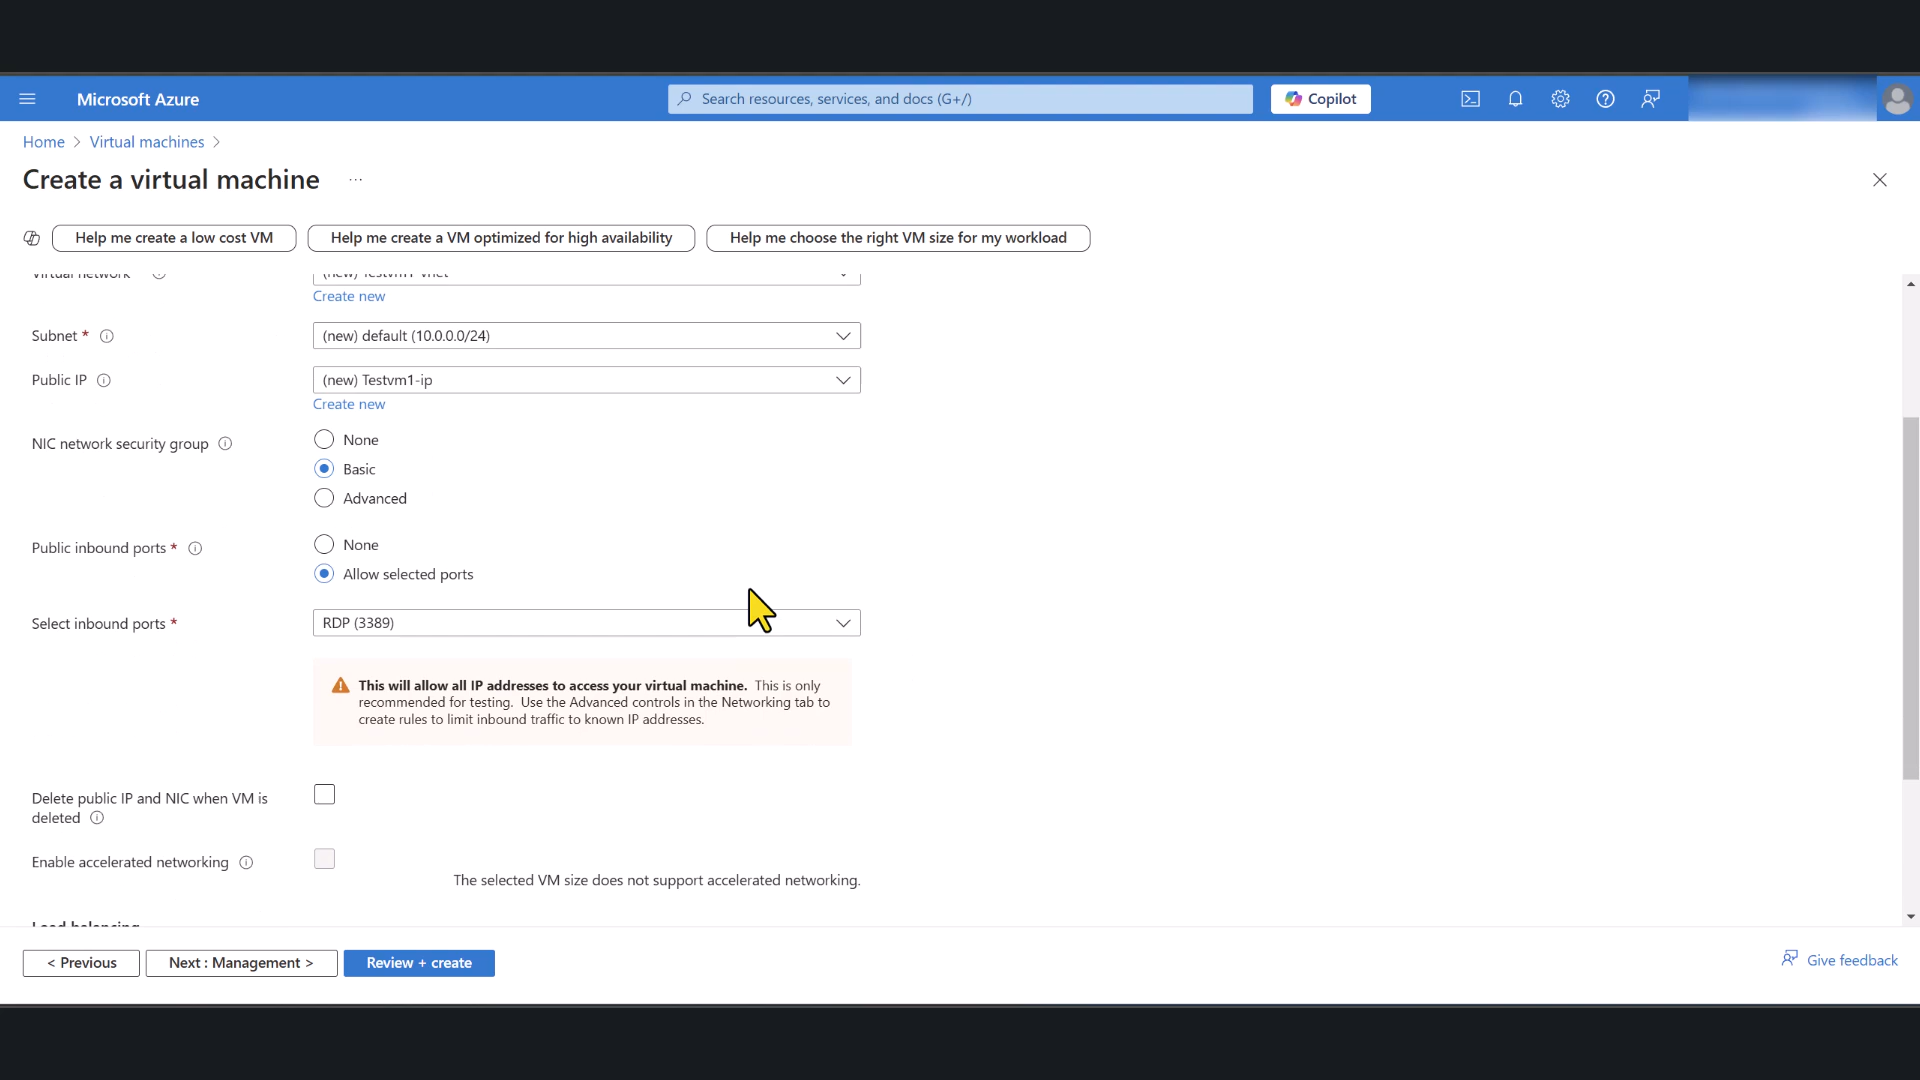 Microsoft Azure
Search resources, services, and docs (G+/)
Copilot
Home > Virtual machines >
Create a virtual machine ...
Help me create a low cost VM
Help me create a VM optimized for high availability
Help me choose the right VM size for my workload
Virtual network
(new) Testvm1-vnet
Create new
Subnet *
(new) default (10.0.0.0/24)
Public IP
(new) Testvm1-ip
Create new
NIC network security group
None
Basic
Advanced
Public inbound ports *
None
Allow selected ports
Select inbound ports *
RDP (3389)
This will allow all IP addresses to access your virtual machine. This is only
recommended for testing. Use the Advanced controls in the Networking tab to
create rules to limit inbound traffic to known IP addresses.
Delete public IP and NIC when VM is
deleted
Enable accelerated networking
The selected VM size does not support accelerated networking.
Load balancing
< Previous
Next : Management >
Review + create
Give feedback